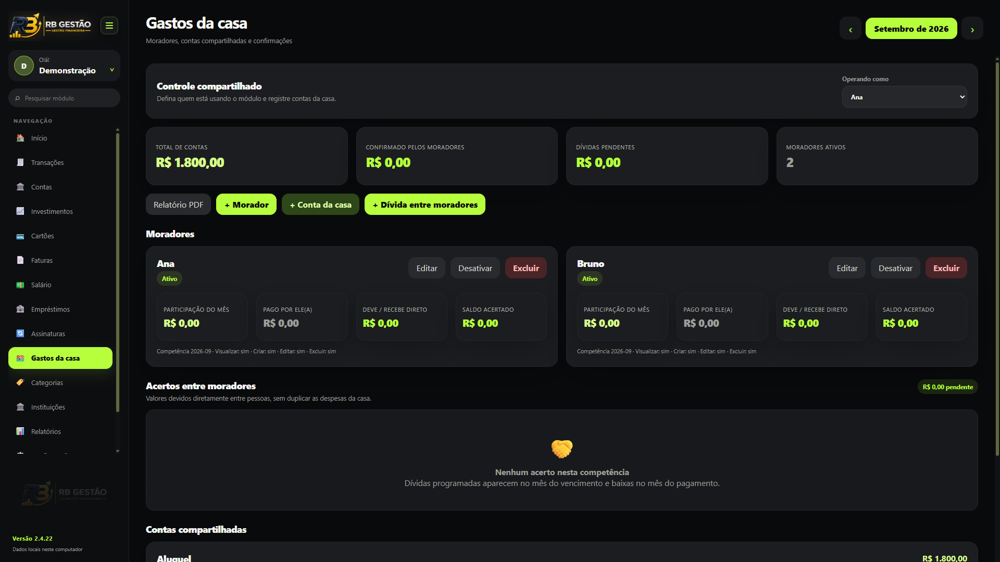 RB GESTÃO
GESTÃO FINANCEIRA
D
Olá!
Demonstração
Pesquisar módulo
NAVEGAÇÃO
Início
Transações
Contas
Investimentos
Cartões
Faturas
Salário
Empréstimos
Assinaturas
Gastos da casa
Categorias
Instituições
Relatórios
RB GESTÃO
Versão 2.4.22
Dados locais neste computador
Gastos da casa
Moradores, contas compartilhadas e confirmações
‹ Setembro de 2026 ›
Controle compartilhado
Defina quem está usando o módulo e registre contas da casa.
Operando como
Ana
TOTAL DE CONTAS
R$ 1.800,00
CONFIRMADO PELOS MORADORES
R$ 0,00
DÍVIDAS PENDENTES
R$ 0,00
MORADORES ATIVOS
2
Relatório PDF
+ Morador
+ Conta da casa
+ Dívida entre moradores
Moradores
Ana
Ativo
Editar
Desativar
Excluir
PARTICIPAÇÃO DO MÊS
R$ 0,00
PAGO POR ELE(A)
R$ 0,00
DEVE / RECEBE DIRETO
R$ 0,00
SALDO ACERTADO
R$ 0,00
Competência 2026-09 · Visualizar: sim · Criar: sim · Editar: sim · Excluir: sim
Bruno
Ativo
Editar
Desativar
Excluir
PARTICIPAÇÃO DO MÊS
R$ 0,00
PAGO POR ELE(A)
R$ 0,00
DEVE / RECEBE DIRETO
R$ 0,00
SALDO ACERTADO
R$ 0,00
Competência 2026-09 · Visualizar: sim · Criar: sim · Editar: sim · Excluir: sim
Acertos entre moradores
Valores devidos diretamente entre pessoas, sem duplicar as despesas da casa.
R$ 0,00 pendente
Nenhum acerto nesta competência
Dívidas programadas aparecem no mês do vencimento e baixas no mês do pagamento.
Contas compartilhadas
Aluguel
R$ 1.800,00